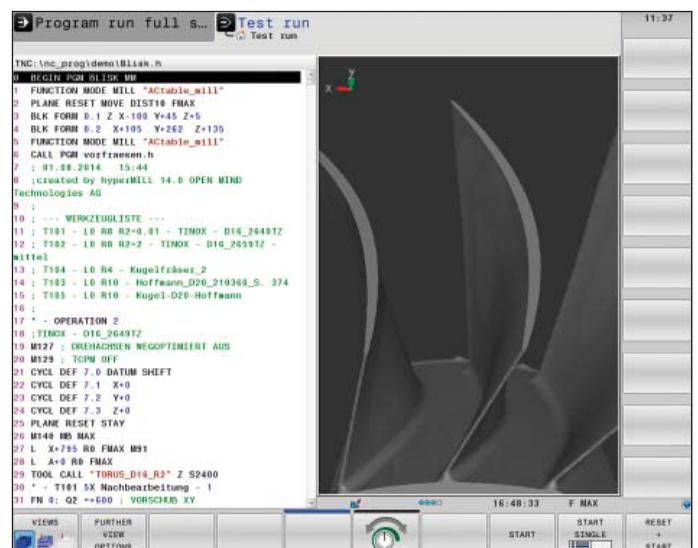 Program run full s...
Test run
Test run
11:37
TNC:\nc_prog\demo\Blisk.h
0 BEGIN PGM BLISK MM
1 FUNCTION MODE MILL "ACtable_mill"
2 PLANE RESET MOVE DIST10 FMAX
3 BLK FORM 0.1 Z X-100 Y+45 Z+5
4 BLK FORM 0.2 X+105 Y+262 Z+135
5 FUNCTION MODE MILL "ACtable_mill"
6 CALL PGM vorfraesen.h
7 ; 01.08.2014 15:44
8 ;created by hyperMILL 14.0 OPEN MIND
Technologies AG
9 ;
10 ; --- WERKZEUGLISTE ---
11 ; T101 - L0 R8 R2=0.01 - TINOX - D16_2649TZ
12 ; T102 - L0 R8 R2=2 - TINOX - D16_2659TZ -
mittel
13 ; T104 - L0 R4 - Kugelfräser_2
14 ; T103 - L0 R10 - Hoffmann_D20_210360_S. 374
15 ; T105 - L0 R10 - Kugel-D20-Hoffmann
16 ;
17 * - OPERATION 2
18 ;TINOX - D16_2649TZ
19 M127 ; DREHACHSEN WEGOPTIMIERT AUS
20 M129 ; TCPM OFF
21 CYCL DEF 7.0 DATUM SHIFT
22 CYCL DEF 7.1 X+0
23 CYCL DEF 7.2 Y+0
24 CYCL DEF 7.3 Z+0
25 PLANE RESET STAY
26 M140 MB MAX
27 L X+795 R0 FMAX M91
28 L A+0 R0 FMAX
29 TOOL CALL "TORUS_D16_R2" Z S2400
30 * - T101 5X Nachbearbeitung - 1
31 FN 0: Q2 =+600 ; VORSCHUB XY
X
16:48:33 F MAX
VIEWS
FURTHER
VIEW
OPTIONS
START
START
SINGLE
RESET
+
START